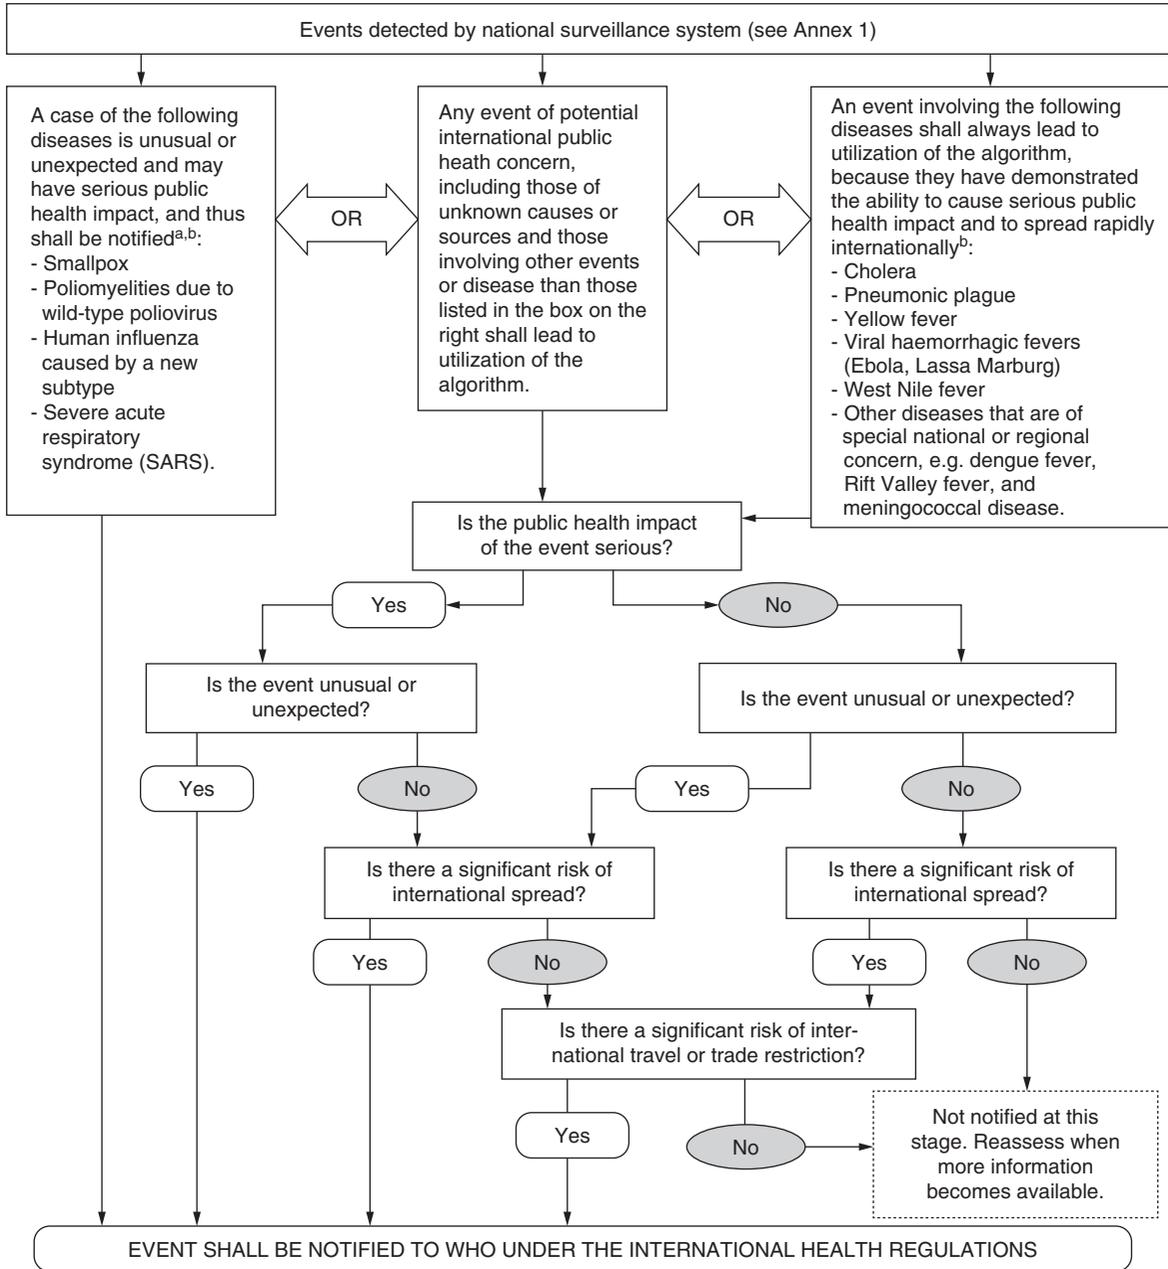 Events detected by national surveillance system (see Annex 1)
A case of the following
diseases is unusual or
unexpected and may
have serious public
health impact, and thus
shall be notifiedᵃ,ᵇ:
- Smallpox
- Poliomyelities due to
wild-type poliovirus
- Human influenza
caused by a new
subtype
- Severe acute
respiratory
syndrome (SARS).
OR
Any event of potential
international public
heath concern,
including those of
unknown causes or
sources and those
involving other events
or disease than those
listed in the box on the
right shall lead to
utilization of the
algorithm.
OR
An event involving the following
diseases shall always lead to
utilization of the algorithm,
because they have demonstrated
the ability to cause serious public
health impact and to spread rapidly
internationallyᵇ:
- Cholera
- Pneumonic plague
- Yellow fever
- Viral haemorrhagic fevers
(Ebola, Lassa Marburg)
- West Nile fever
- Other diseases that are of
special national or regional
concern, e.g. dengue fever,
Rift Valley fever, and
meningococcal disease.
Is the public health impact
of the event serious?
Yes
No
Is the event unusual or
unexpected?
Is the event unusual or unexpected?
Yes
No
Yes
No
Is there a significant risk of
international spread?
Is there a significant risk of
international spread?
Yes
No
Yes
No
Is there a significant risk of inter-
national travel or trade restriction?
Yes
No
Not notified at this
stage. Reassess when
more information
becomes available.
EVENT SHALL BE NOTIFIED TO WHO UNDER THE INTERNATIONAL HEALTH REGULATIONS